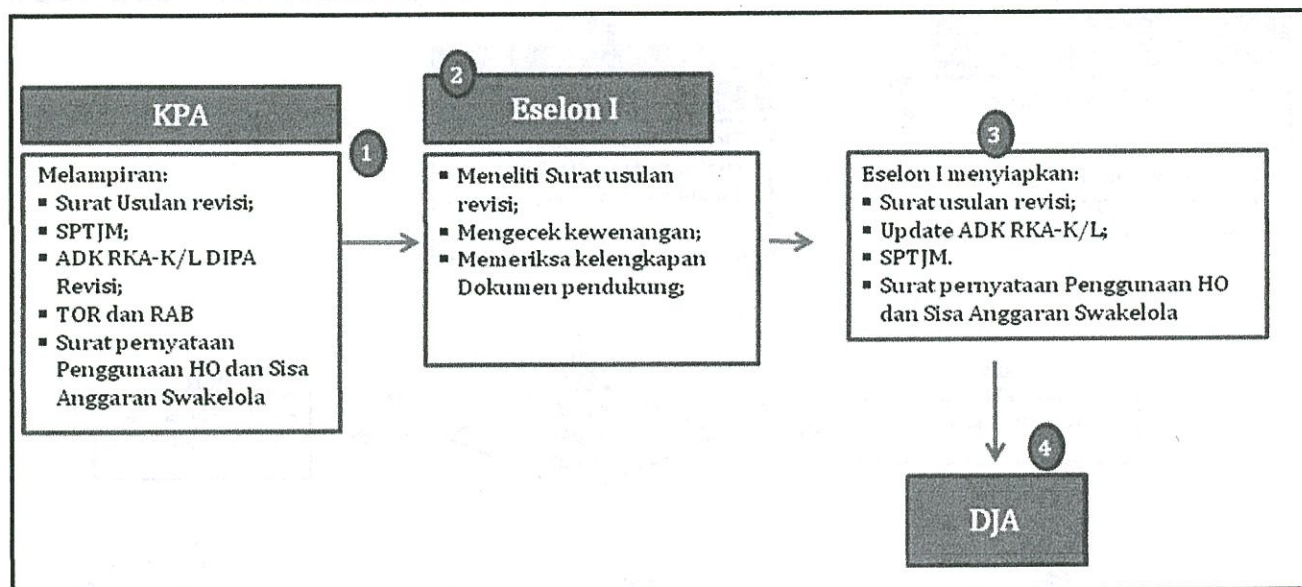 KPA
1
Melampiran:
▪ Surat Usulan revisi;
▪ SPTJM;
▪ ADK RKA-K/L DIPA
Revisi;
▪ TOR dan RAB
▪ Surat pernyataan
Penggunaan HO dan Sisa
Anggaran Swakelola
2
Eselon I
▪ Meneliti Surat usulan
revisi;
▪ Mengecek kewenangan;
▪ Memeriksa kelengkapan
Dokumen pendukung;
3
Eselon I menyiapkan:
▪ Surat usulan revisi;
▪ Update ADK RKA-K/L;
▪ SPTJM.
▪ Surat pernyataan Penggunaan HO
dan Sisa Anggaran Swakelola
4
DJA